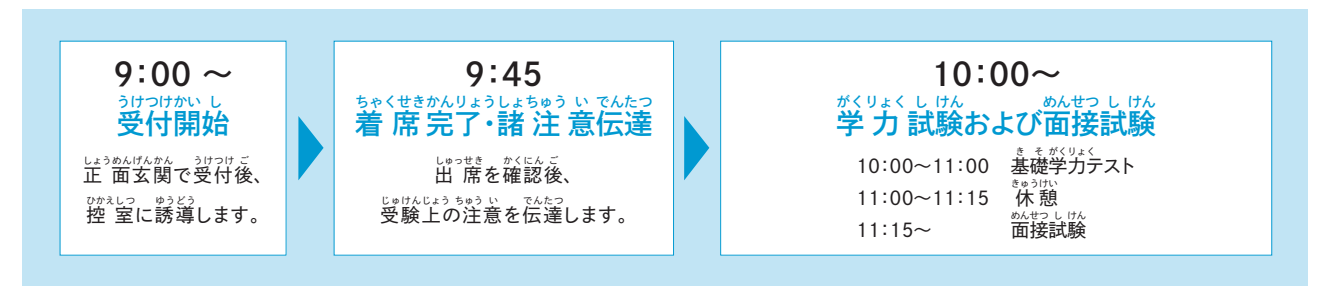 9:00 ～
うけつけかいし
受付開始
しょうめんげんかん うけつけご
正面玄関で受付後、
ひかえしつ ゆうどう
控室に誘導します。
9:45
ちゃくせきかんりょうしょちゅういでんたつ
着席完了・諸注意伝達
しゅっせき かくにんご
出席を確認後、
じゅけんじょう ちゅうい でんたつ
受験上の注意を伝達します。
10:00～
がくりょくしけん めんせつしけん
学力試験および面接試験
きそがくりょく
10:00～11:00 基礎学力テスト
きゅうけい
11:00～11:15 休憩
めんせつしけん
11:15～ 面接試験